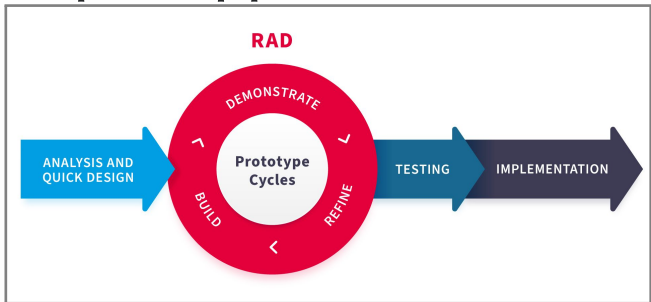 RAD
ANALYSIS AND
QUICK DESIGN
DEMONSTRATE
Prototype
Cycles
BUILD
REFINE
TESTING
IMPLEMENTATION